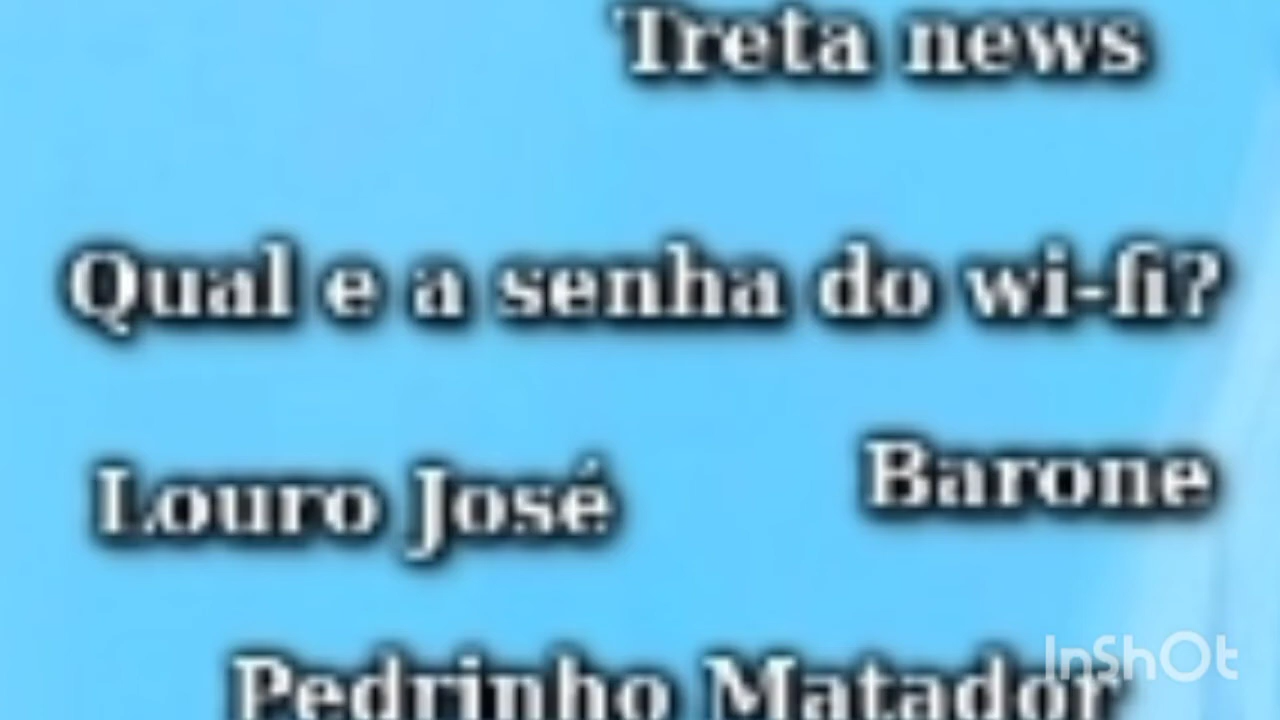 Treta news
Qual e a senha do wi-fi?
Louro José
Barone
Pedrinho Matador
InShOt